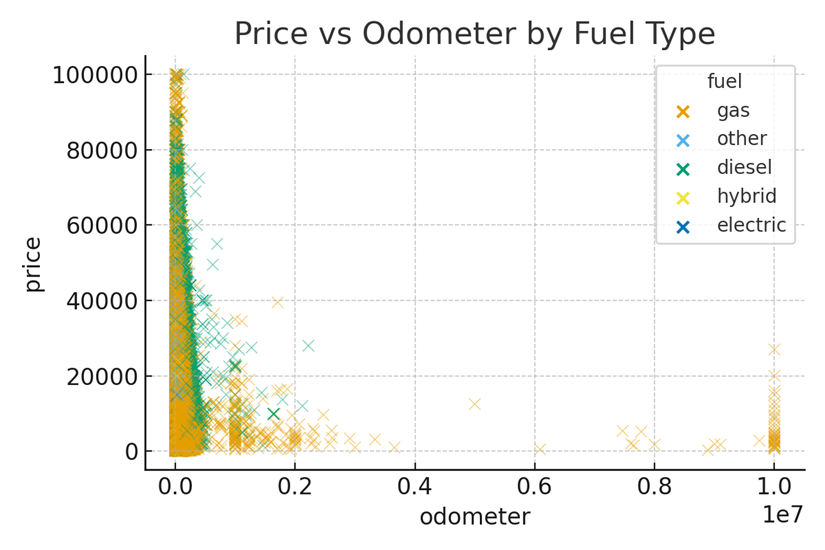 Price vs Odometer by Fuel Type
100000
80000
60000
40000
20000
0
price
0.0
0.2
0.4
0.6
0.8
1.0
1e7
odometer
fuel
gas
other
diesel
hybrid
electric